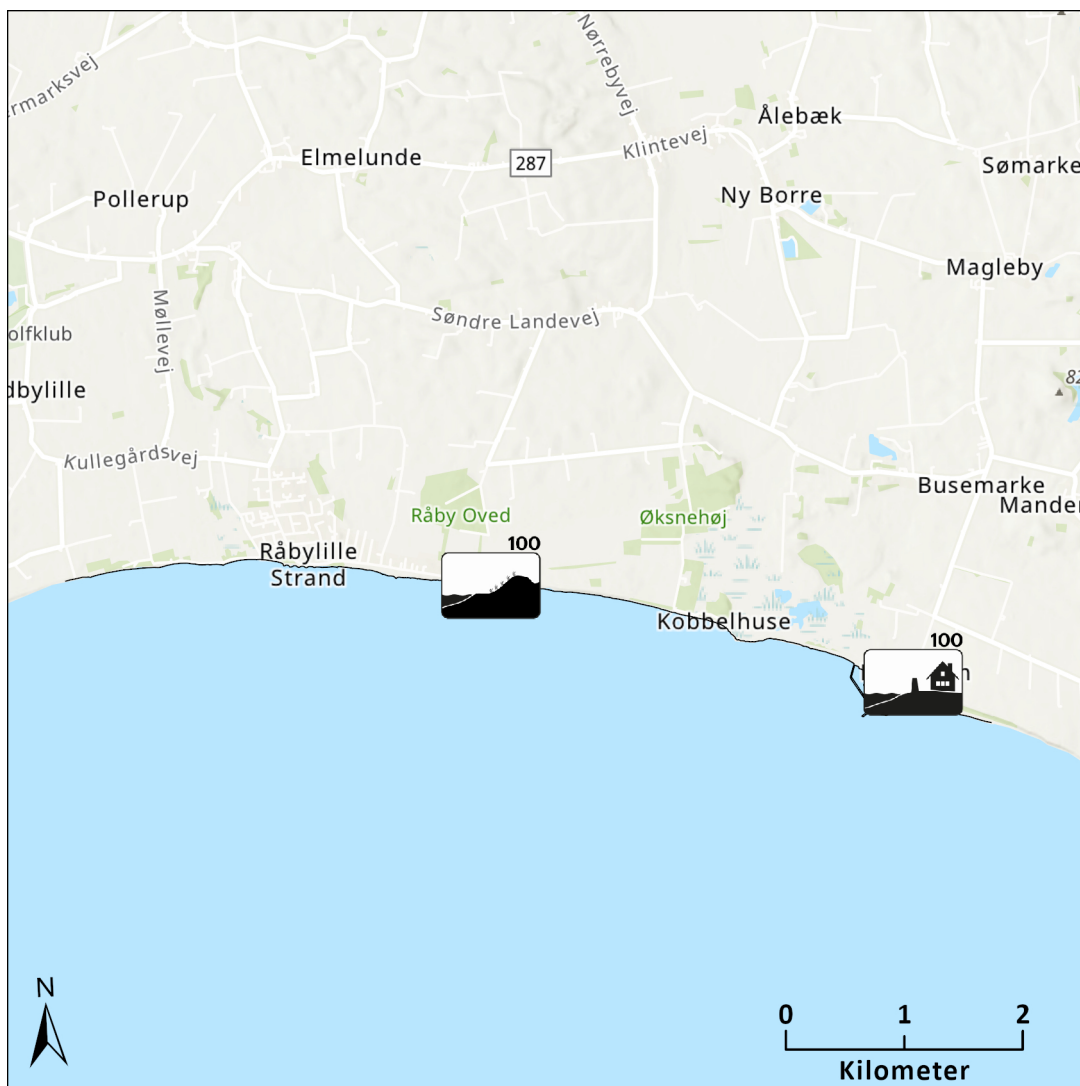 ermarksvej
Nørrebyvej
Ålebæk
Klintevej
Elmelunde
287
Sømarke
Pollerup
Ny Borre
Magleby
Møllevej
Søndre Landevej
olfklub
dbylille
82
Kullegårdsvej
Busemarke
Mander
Råby Oved
Øksnehøj
100
Råbylille
Strand
Kobbelhuse
100
n
N
0 1 2
Kilometer